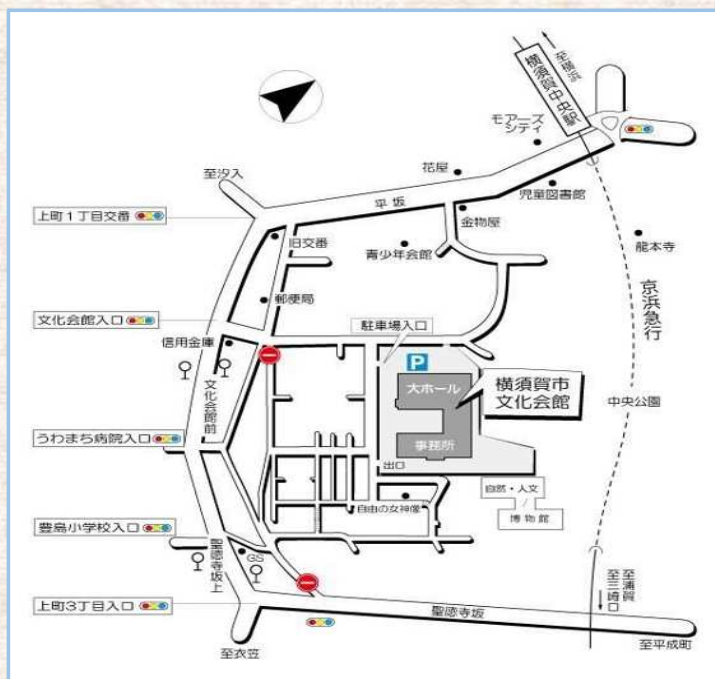 至横浜
横須賀中央駅
モアーズ
シティ
花屋
児童図書館
至汐入
平坂
上町1丁目交番
金物屋
旧交番
青少年会館
龍本寺
郵便局
京浜急行
文化会館入口
駐車場入口
信用金庫
P
大ホール
横須賀市
文化会館
文化会館前
中央公園
うわまち病院入口
事務所
出口
自然・人文
博物館
自由の女神像
豊島小学校入口
聖徳寺坂上
GS
至浦賀
至三崎口
上町3丁目入口
聖徳寺坂
至衣笠
至平成町